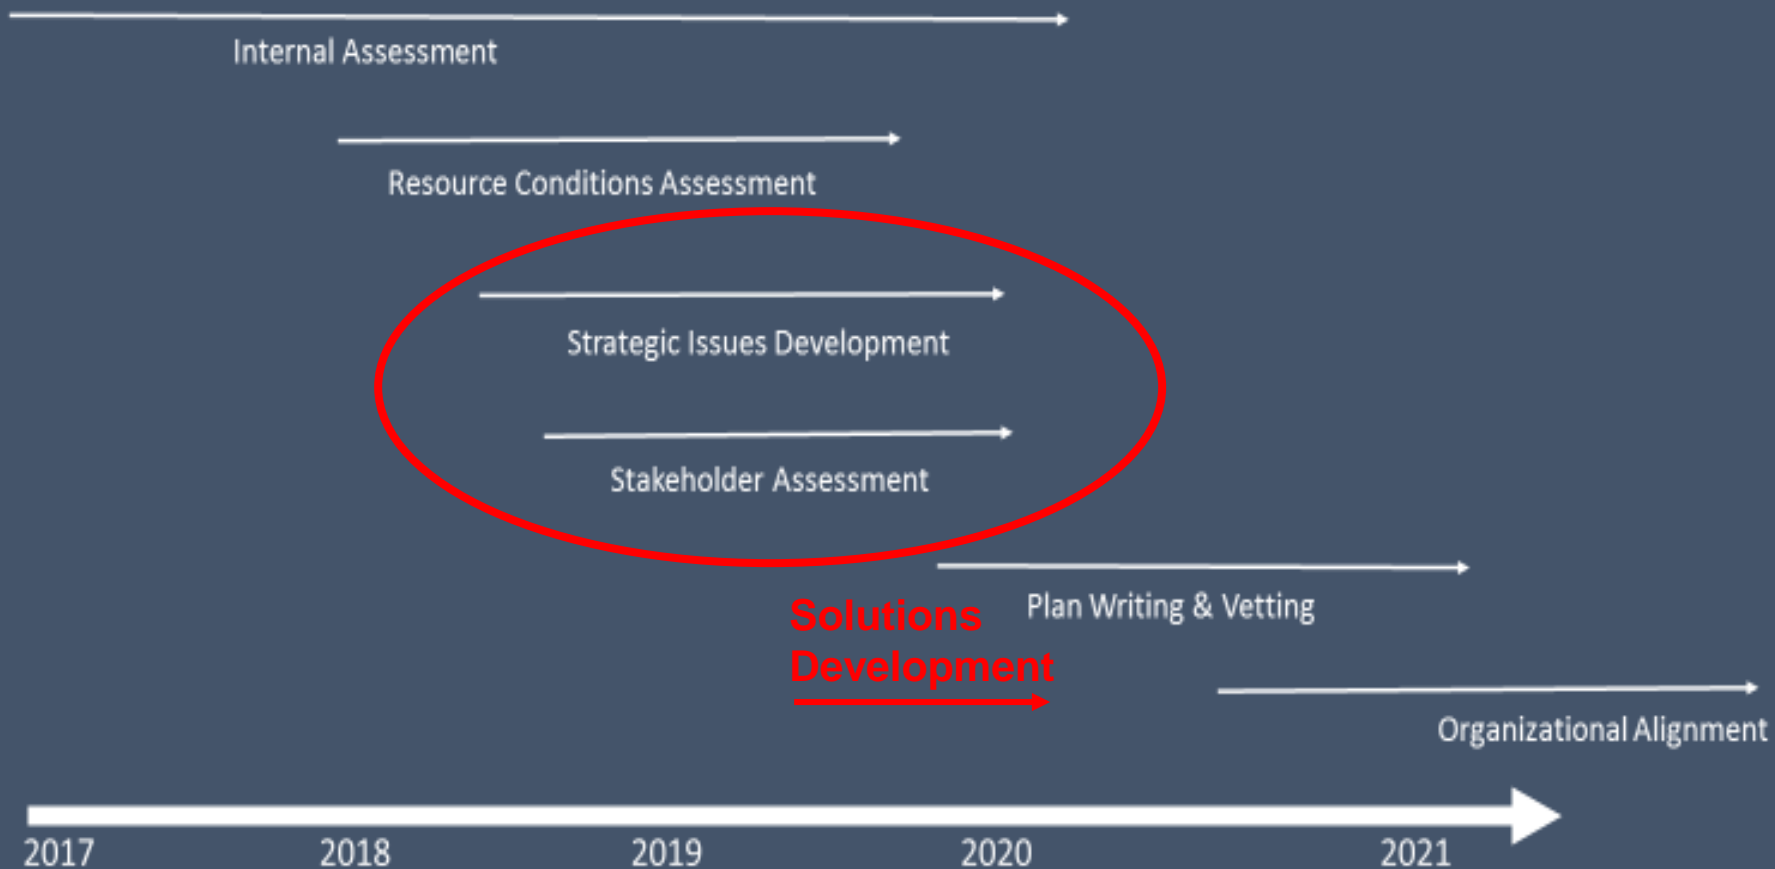 Internal Assessment
Resource Conditions Assessment
Strategic Issues Development
Stakeholder Assessment
Plan Writing & Vetting
Solutions
Development
Organizational Alignment
2017
2018
2019
2020
2021